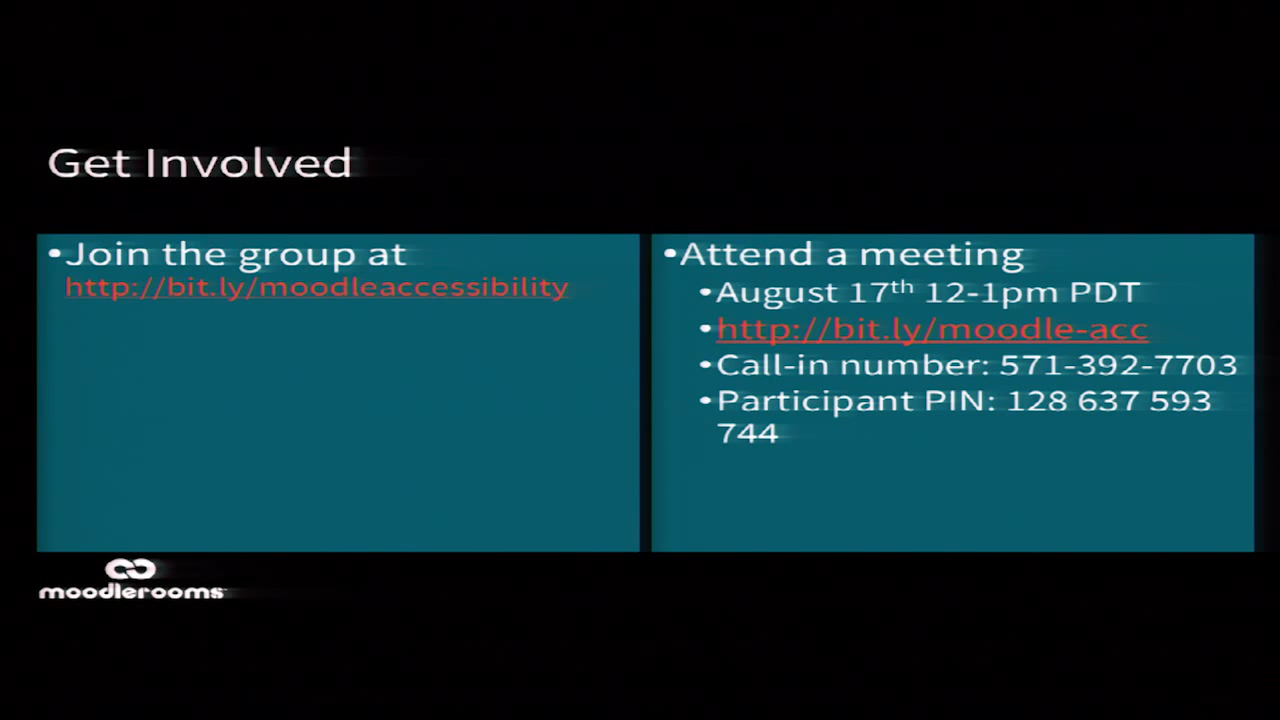 Get Involved
•Join the group at
http://bit.ly/moodleaccessibility
•Attend a meeting
•August 17th 12-1pm PDT
•http://bit.ly/moodle-acc
•Call-in number: 571-392-7703
•Participant PIN: 128 637 593
744
moodlerooms